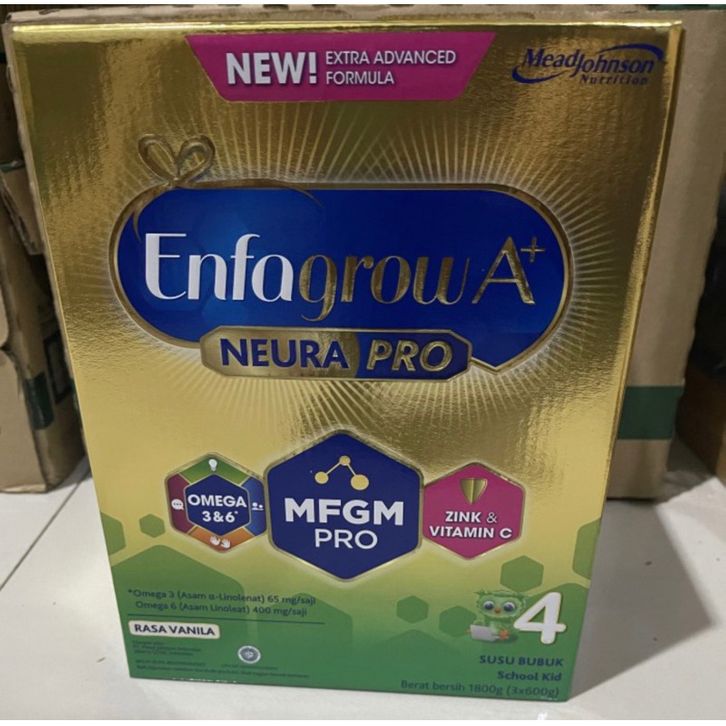 NEW! EXTRA ADVANCED
FORMULA
MeadJohnson
Nutrition
EnfagrowA+
NEURA PRO
OMEGA
3&6*
MFGM
PRO
ZINK &
VITAMIN C
*Omega 3 (Asam α-Linolenat) 65 mg/saji
Omega 6 (Asam Linoleat) 400 mg/saji
RASA VANILA
4
SUSU BUBUK
School Kid
Berat bersih 1800g (3x600g)